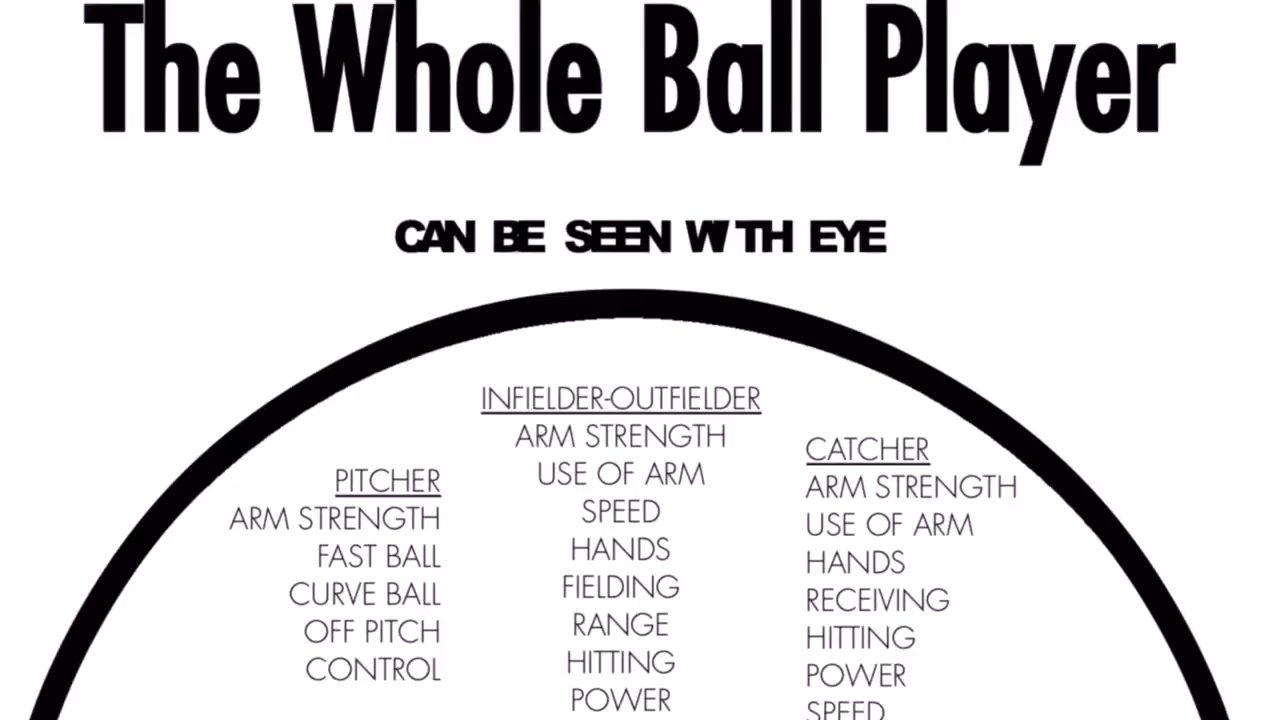 The Whole Ball Player
CAN BE SEEN WITH EYE
PITCHER
ARM STRENGTH
FAST BALL
CURVE BALL
OFF PITCH
CONTROL
INFIELDER-OUTFIELDER
ARM STRENGTH
USE OF ARM
SPEED
HANDS
FIELDING
RANGE
HITTING
POWER
CATCHER
ARM STRENGTH
USE OF ARM
HANDS
RECEIVING
HITTING
POWER
SPEED